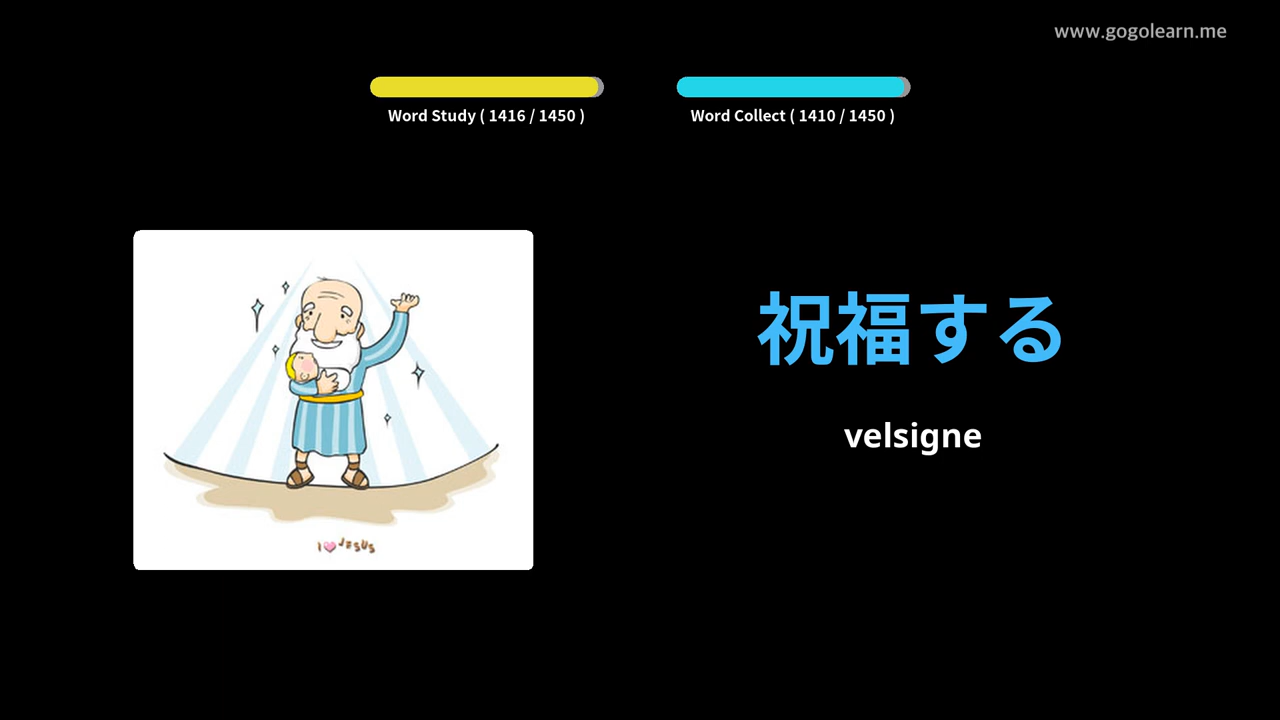 www.gogolearn.me
Word Study ( 1416 / 1450 )
Word Collect ( 1410 / 1450 )
祝福する
velsigne
I ♥ JESUS